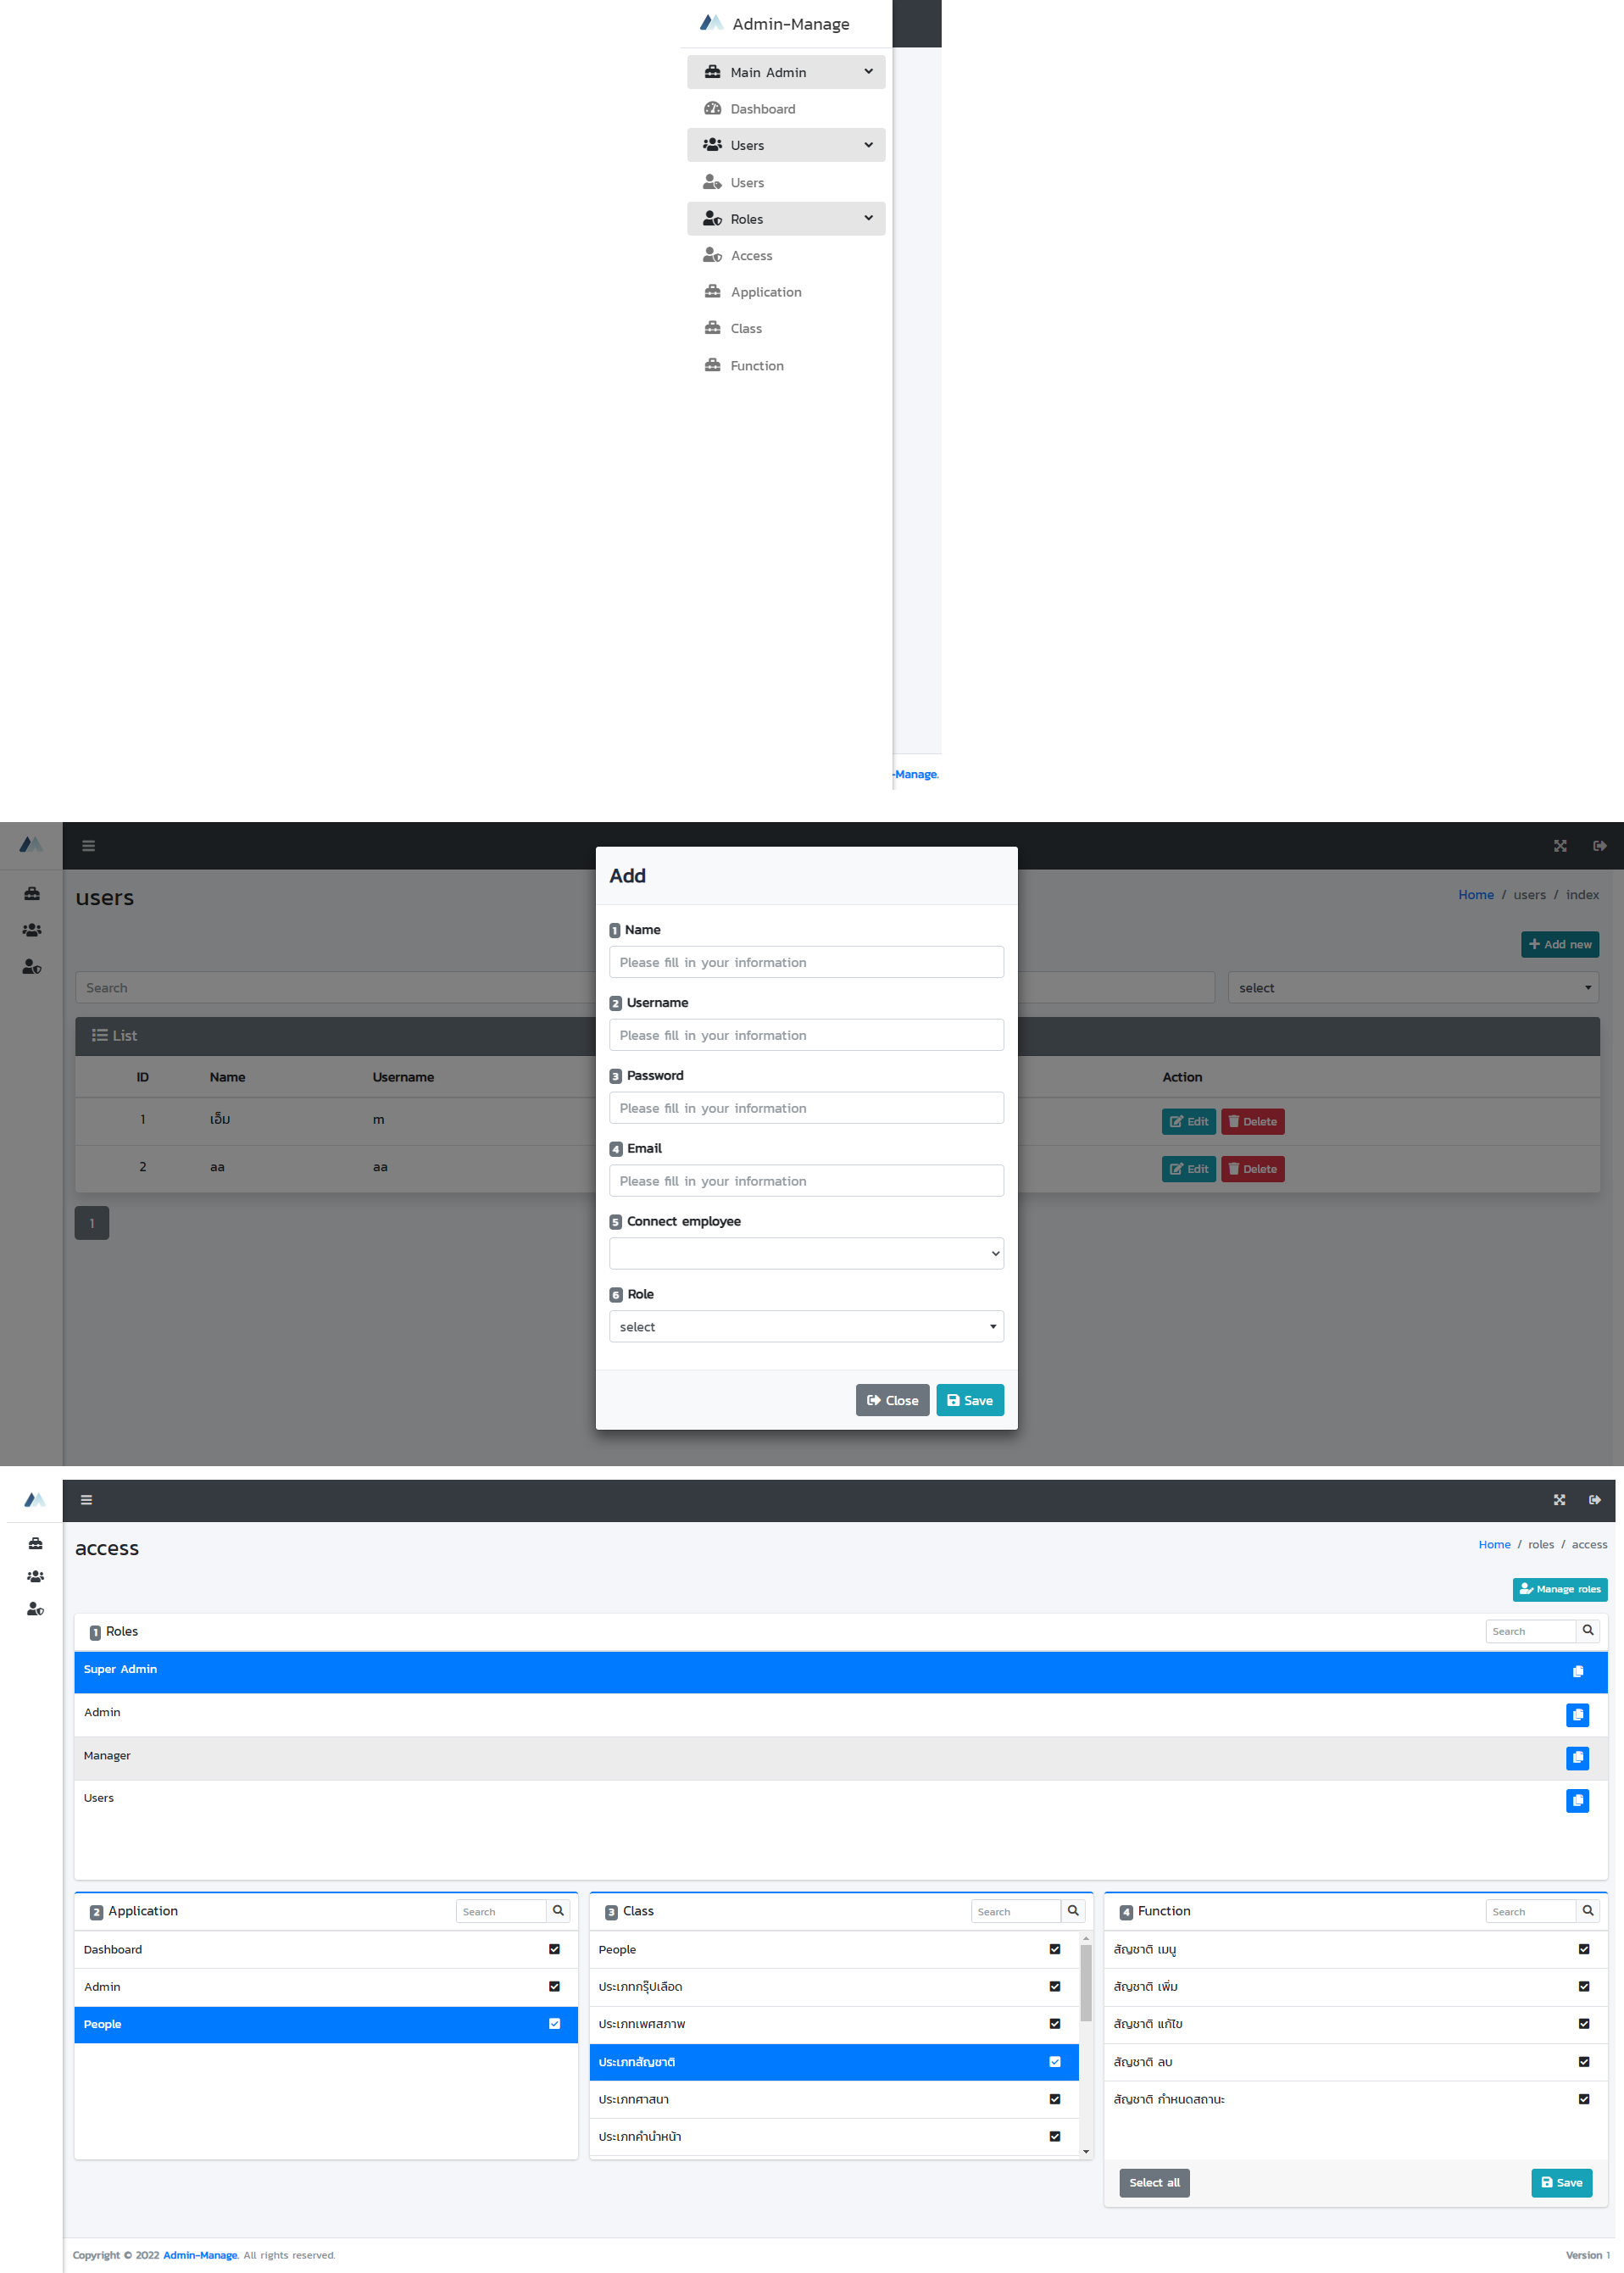 Admin-Manage
Main Admin
Dashboard
Users
Users
Roles
Access
Application
Class
Function
-Manage.
users
Home / users / index
Add new
Search
select
List
ID Name Username Action
1 เอ็ม m Edit Delete
2 aa aa Edit Delete
1
Add
1 Name
Please fill in your information
2 Username
Please fill in your information
3 Password
Please fill in your information
4 Email
Please fill in your information
5 Connect employee
6 Role
select
Close Save
access
Home / roles / access
Manage roles
1 Roles Search
Super Admin
Admin
Manager
Users
2 Application Search
Dashboard
Admin
People
3 Class Search
People
ประเภทกรุ๊ปเลือด
ประเภทเพศสภาพ
ประเภทสัญชาติ
ประเภทศาสนา
ประเภทคำนำหน้า
4 Function Search
สัญชาติ เมนู
สัญชาติ เพิ่ม
สัญชาติ แก้ไข
สัญชาติ ลบ
สัญชาติ กำหนดสถานะ
Select all Save
Copyright © 2022 Admin-Manage. All rights reserved. Version 1